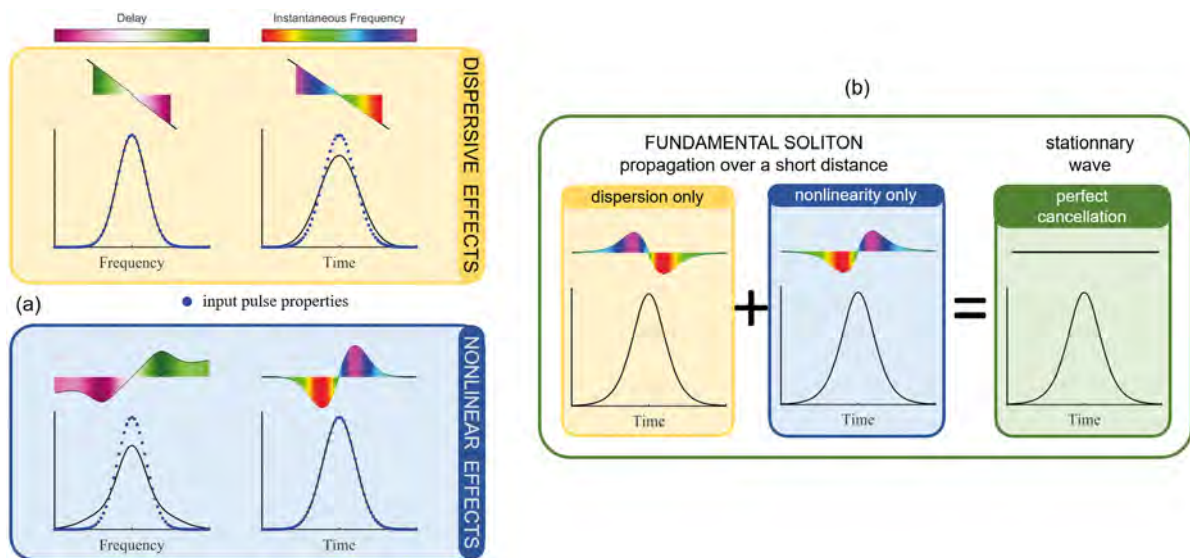 Delay
Instantaneous Frequency
DISPERSIVE EFFECTS
Frequency
Time
(a)
input pulse properties
NONLINEAR EFFECTS
Frequency
Time
(b)
FUNDAMENTAL SOLITON
propagation over a short distance
stationnary
wave
dispersion only
nonlinearity only
perfect
cancellation
+
=
Time
Time
Time